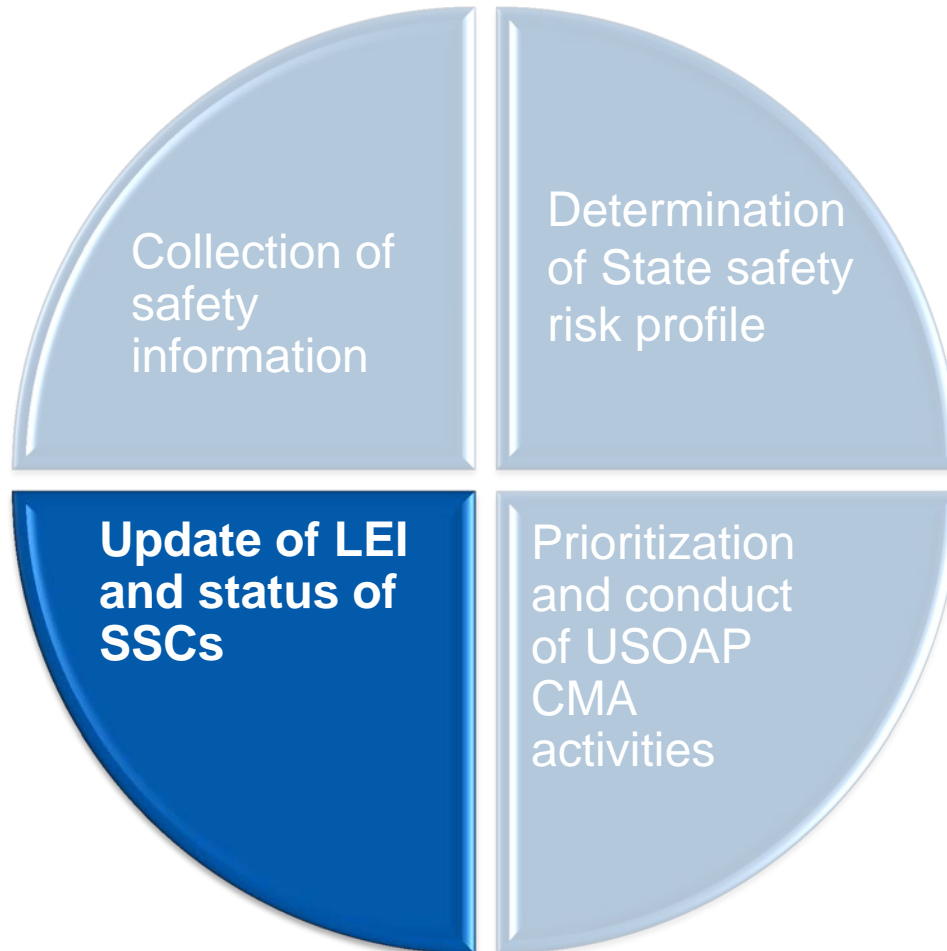 Collection of
safety
information
Determination
of State safety
risk profile
Update of LEI
and status of
SSCs
Prioritization
and conduct
of USOAP
CMA
activities